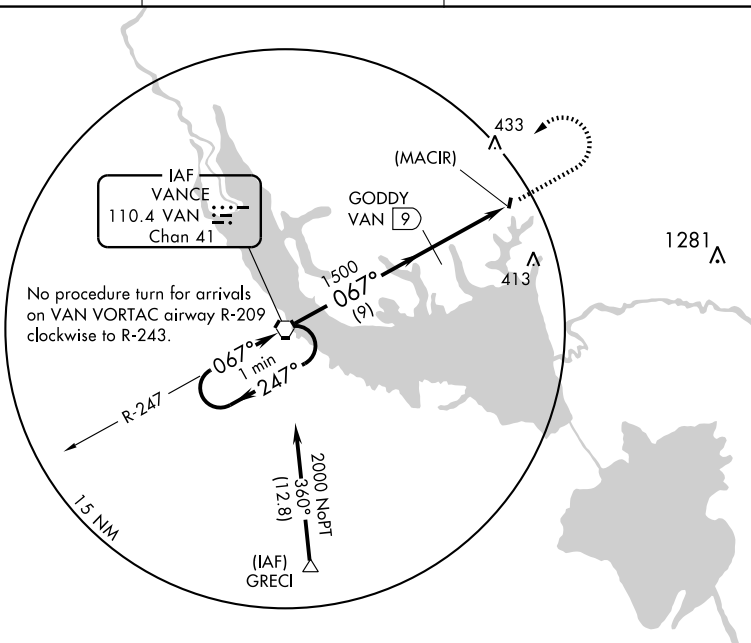 433
(MACIR)
IAF
VANCE
110.4 VAN
Chan 41
GODDY
VAN 9
1281
413
1500
067°
(9)
No procedure turn for arrivals
on VAN VORTAC airway R-209
clockwise to R-243.
067°
1 min
247°
R-247
15 NM
2000 NoPT
360°
(12.8)
(IAF)
GRECI